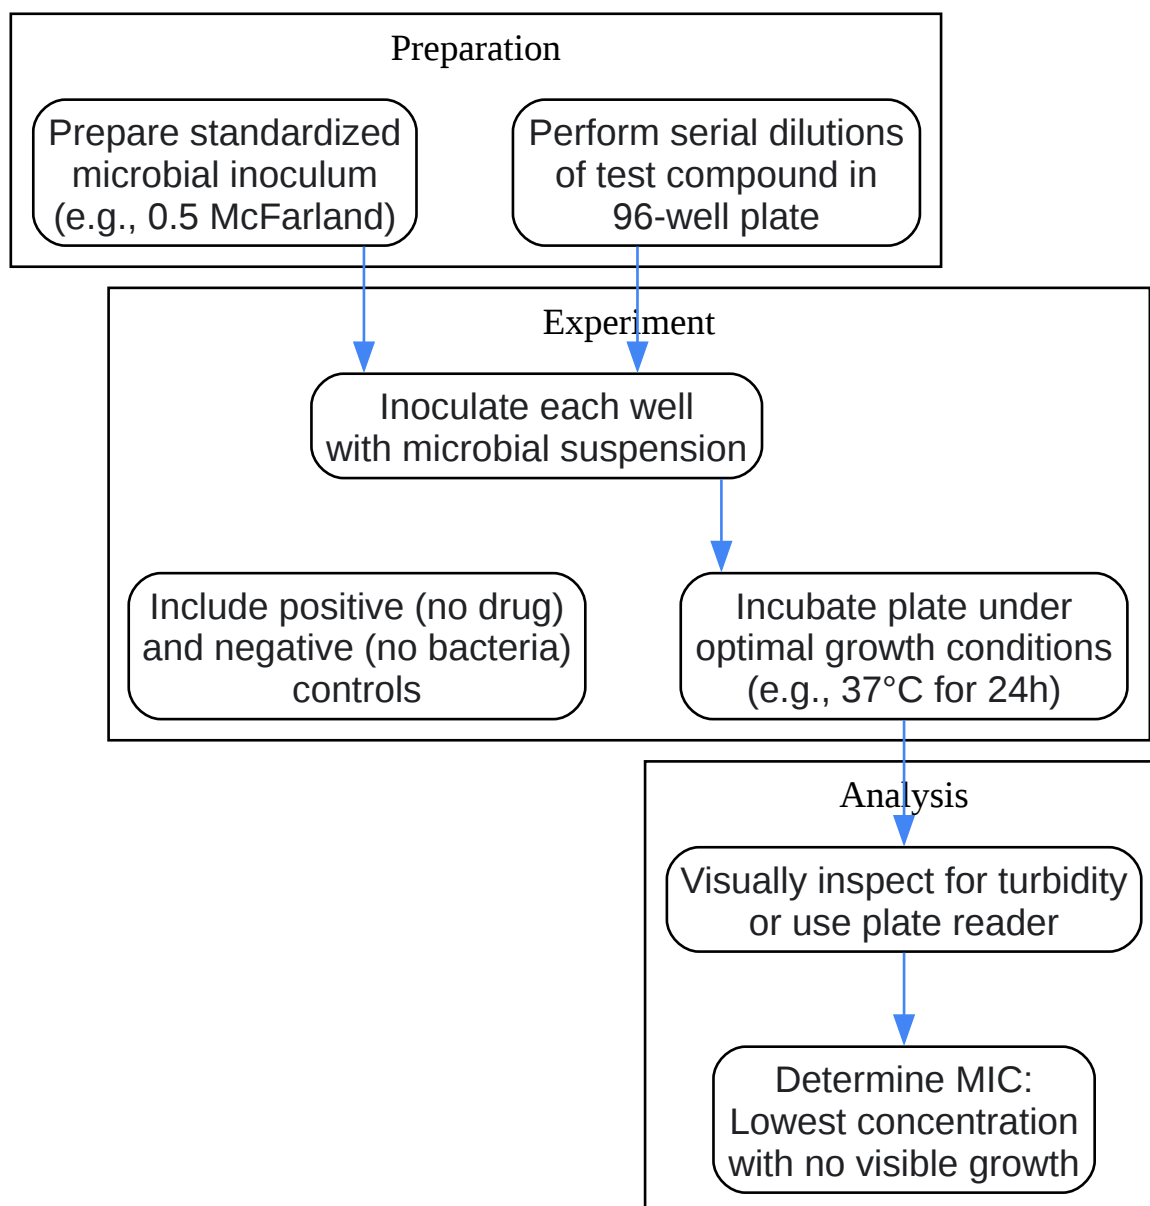 Preparation
Prepare standardized
microbial inoculum
(e.g., 0.5 McFarland)
Perform serial dilutions
of test compound in
96-well plate
Experiment
Inoculate each well
with microbial suspension
Include positive (no drug)
and negative (no bacteria)
controls
Incubate plate under
optimal growth conditions
(e.g., 37°C for 24h)
Analysis
Visually inspect for turbidity
or use plate reader
Determine MIC:
Lowest concentration
with no visible growth